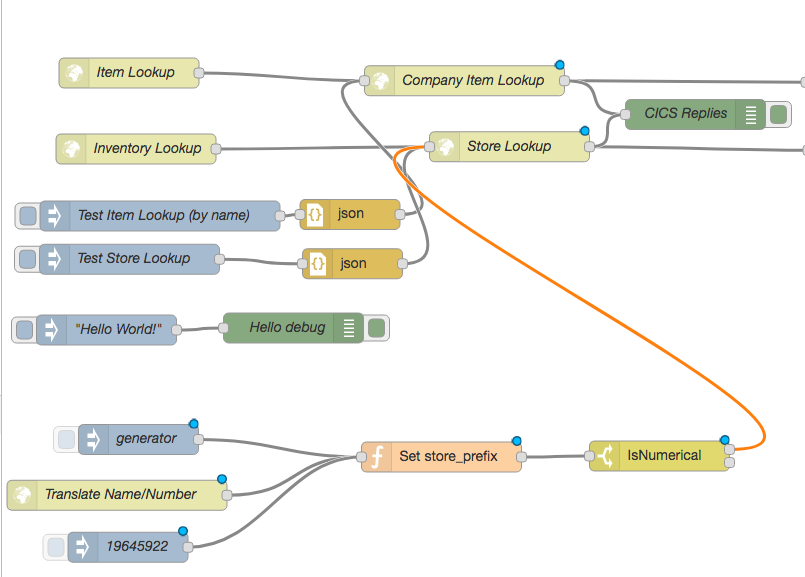 Item Lookup
Company Item Lookup
CICS Replies
Inventory Lookup
Store Lookup
Test Item Lookup (by name)
json
Test Store Lookup
json
"Hello World!"
Hello debug
generator
Set store_prefix
IsNumerical
Translate Name/Number
19645922